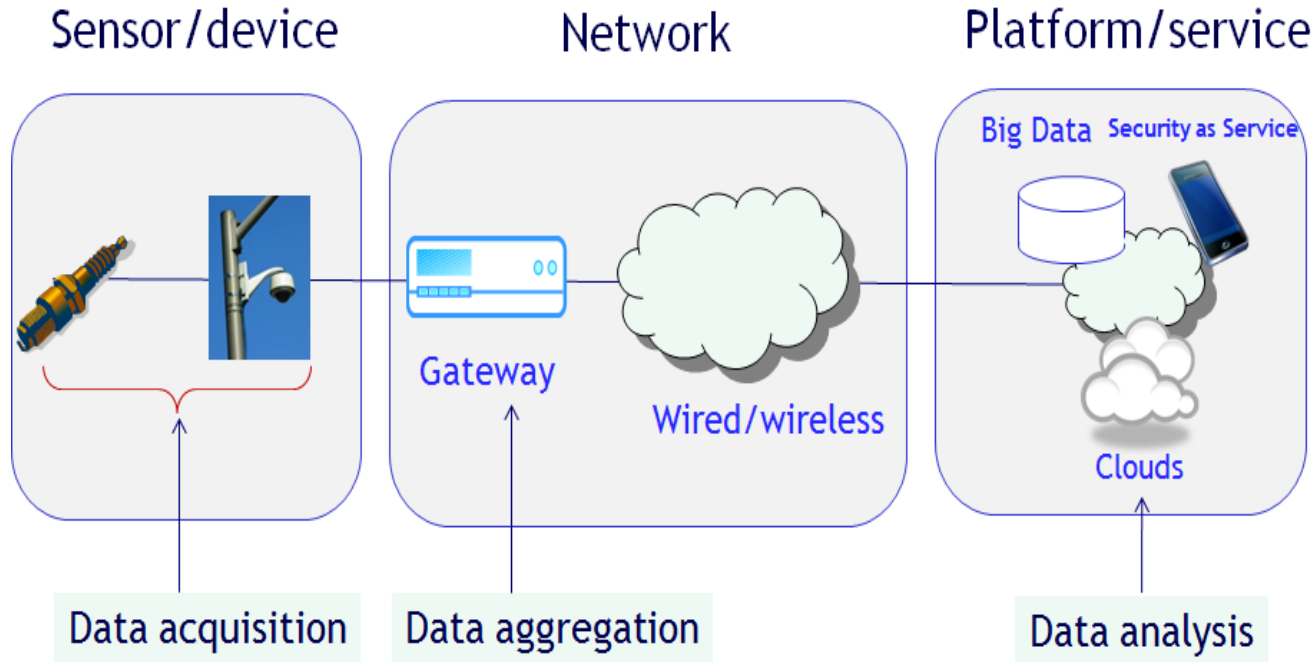 Sensor/device
Network
Platform/service
Big Data
Security as Service
Gateway
Wired/wireless
Clouds
Data acquisition
Data aggregation
Data analysis